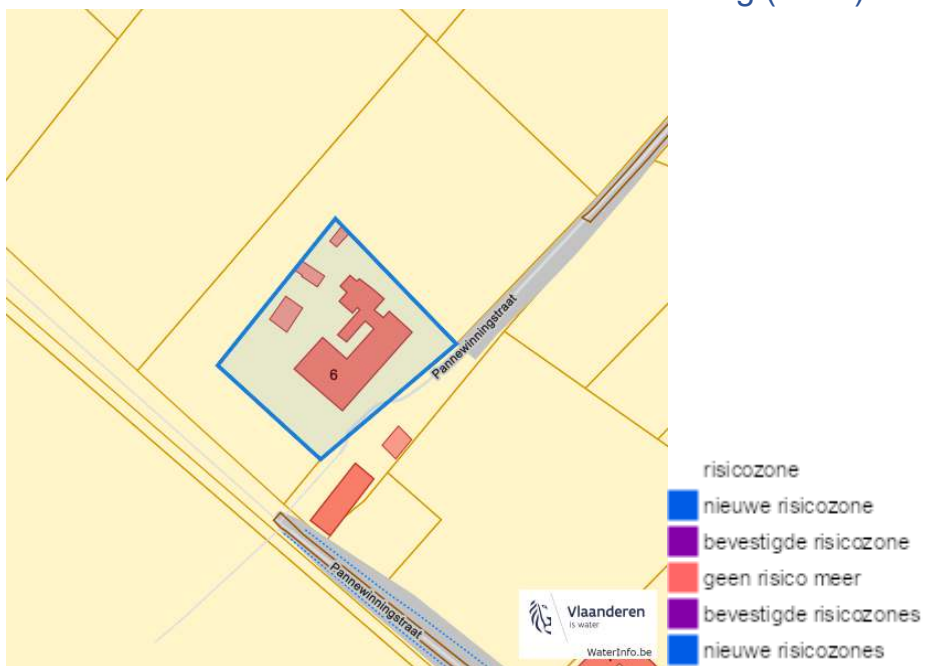 Pannewinningstraat
6
Pannewinningstraat
Vlaanderen
is water
WaterInfo.be
risicozone
nieuwe risicozone
bevestigde risicozone
geen risico meer
bevestigde risicozones
nieuwe risicozones